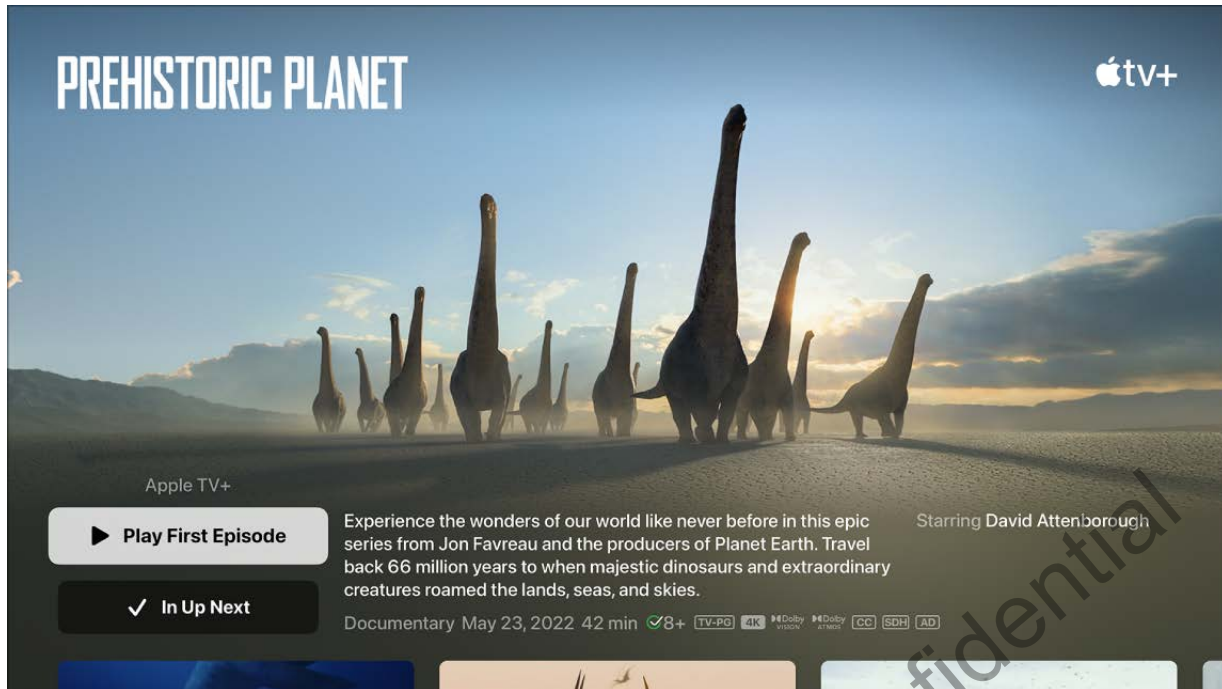 PREHISTORIC PLANET
tv+
Apple TV+
Play First Episode
In Up Next
Experience the wonders of our world like never before in this epic
series from Jon Favreau and the producers of Planet Earth. Travel
back 66 million years to when majestic dinosaurs and extraordinary
creatures roamed the lands, seas, and skies.
Documentary May 23, 2022 42 min 8+ TV-PG 4K Dolby VISION Dolby ATMOS CC SDH AD
Starring David Attenborough
fidential